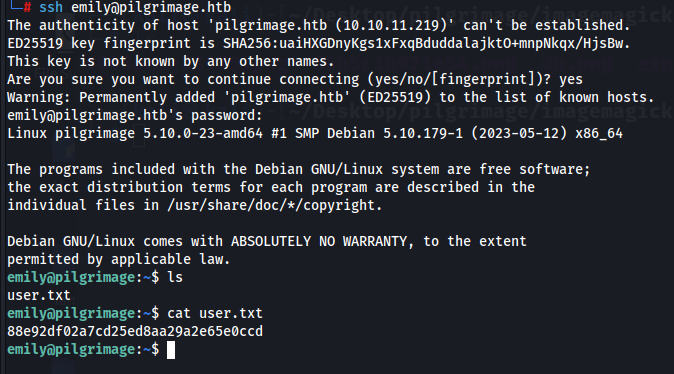 └─# ssh emily@pilgrimage.htb
The authenticity of host 'pilgrimage.htb (10.10.11.219)' can't be established.
ED25519 key fingerprint is SHA256:uaiHXGDnyKgs1xFxqBduddalajktO+mnpNkqx/HjsBw.
This key is not known by any other names.
Are you sure you want to continue connecting (yes/no/[fingerprint])? yes
Warning: Permanently added 'pilgrimage.htb' (ED25519) to the list of known hosts.
emily@pilgrimage.htb's password:
Linux pilgrimage 5.10.0-23-amd64 #1 SMP Debian 5.10.179-1 (2023-05-12) x86_64
The programs included with the Debian GNU/Linux system are free software;
the exact distribution terms for each program are described in the
individual files in /usr/share/doc/*/copyright.
Debian GNU/Linux comes with ABSOLUTELY NO WARRANTY, to the extent
permitted by applicable law.
emily@pilgrimage:~$ ls
user.txt
emily@pilgrimage:~$ cat user.txt
88e92df02a7cd25ed8aa29a2e65e0ccd
emily@pilgrimage:~$